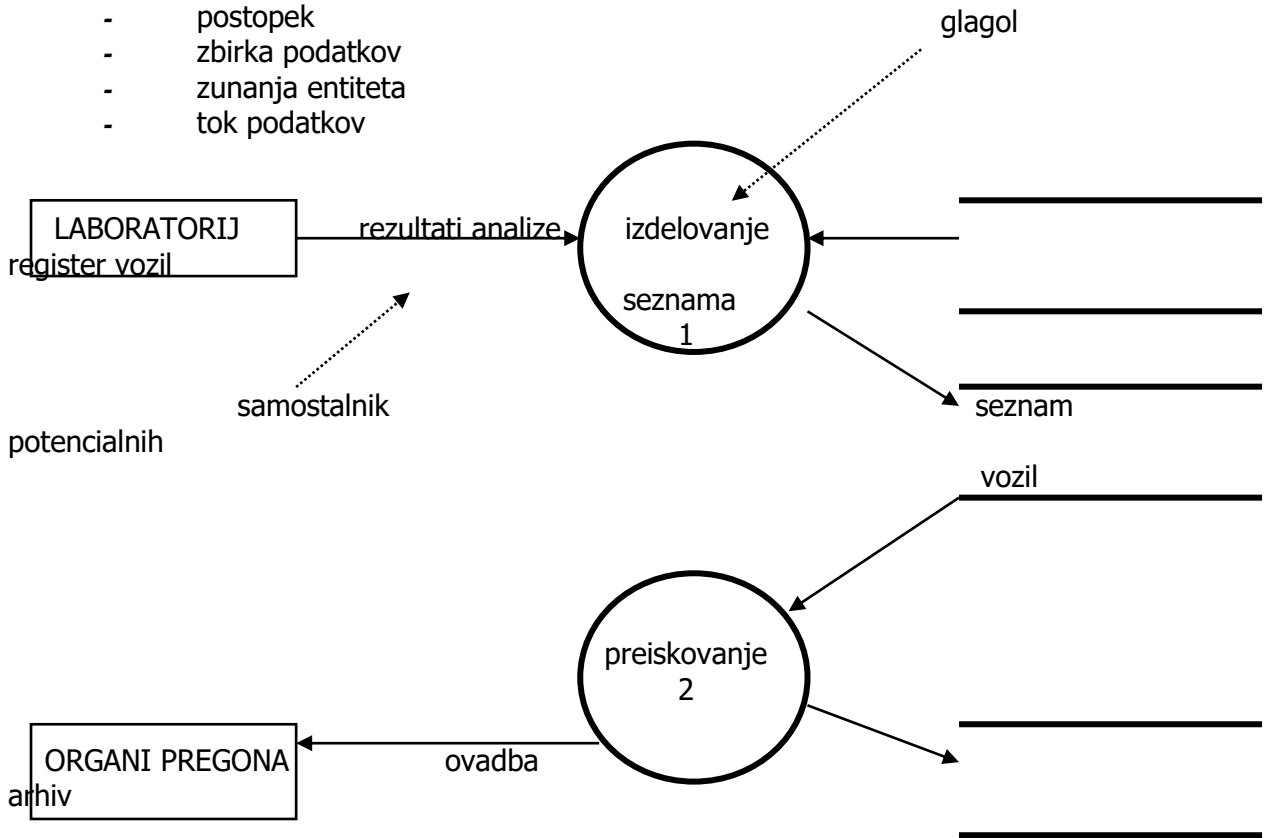 - postopek
- zbirka podatkov
- zunanja entiteta
- tok podatkov
glagol
LABORATORIJ
rezultati analize
izdelovanje
register vozil
seznama
1
samostalnik
seznam
potencialnih
vozil
preiskovanje
2
ORGANI PREGONA
ovadba
arhiv